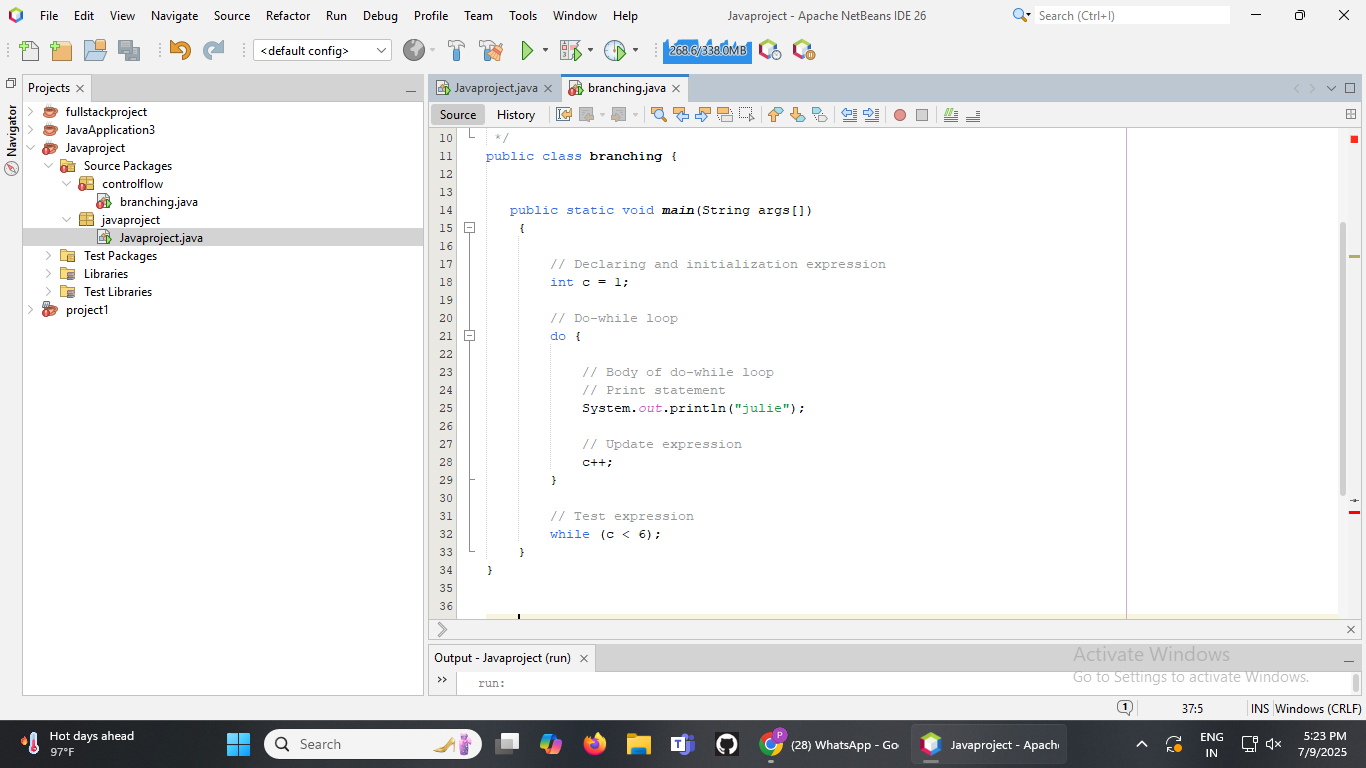 File Edit View Navigate Source Refactor Run Debug Profile Team Tools Window Help
Javaproject - Apache NetBeans IDE 26
Search (Ctrl+I)
<default config>
268.6/338.0MB
Projects
Navigator
fullstackproject
JavaApplication3
Javaproject
Source Packages
controlflow
branching.java
javaproject
Javaproject.java
Test Packages
Libraries
Test Libraries
project1
Javaproject.java
branching.java
Source History
10 */
11 public class branching {
12
13
14 public static void main(String args[])
15 {
16
17 // Declaring and initialization expression
18 int c = 1;
19
20 // Do-while loop
21 do {
22
23 // Body of do-while loop
24 // Print statement
25 System.out.println("julie");
26
27 // Update expression
28 c++;
29 }
30
31 // Test expression
32 while (c < 6);
33 }
34 }
35
36
Output - Javaproject (run)
run:
Activate Windows
Go to Settings to activate Windows.
1
37:5
INS
Windows (CRLF)
Hot days ahead
97°F
Search
P
(28) WhatsApp - Go
Javaproject - Apach
ENG
IN
5:23 PM
7/9/2025